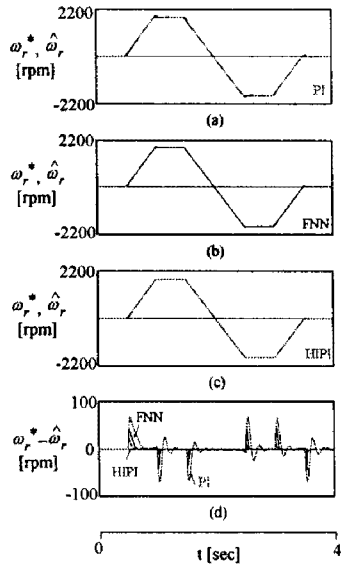 2200
ω_r*, ω̂_r
{rpm}
-2200
PI
(a)
2200
ω_r*, ω̂_r
[rpm]
-2200
FNN
(b)
2200
ω_r*, ω̂_r
[rpm]
-2200
HIPI
(c)
100
FNN
ω_r*-ω̂_r
0
[rpm]
HIPI
PI
-100
(d)
0 4
t [sec]